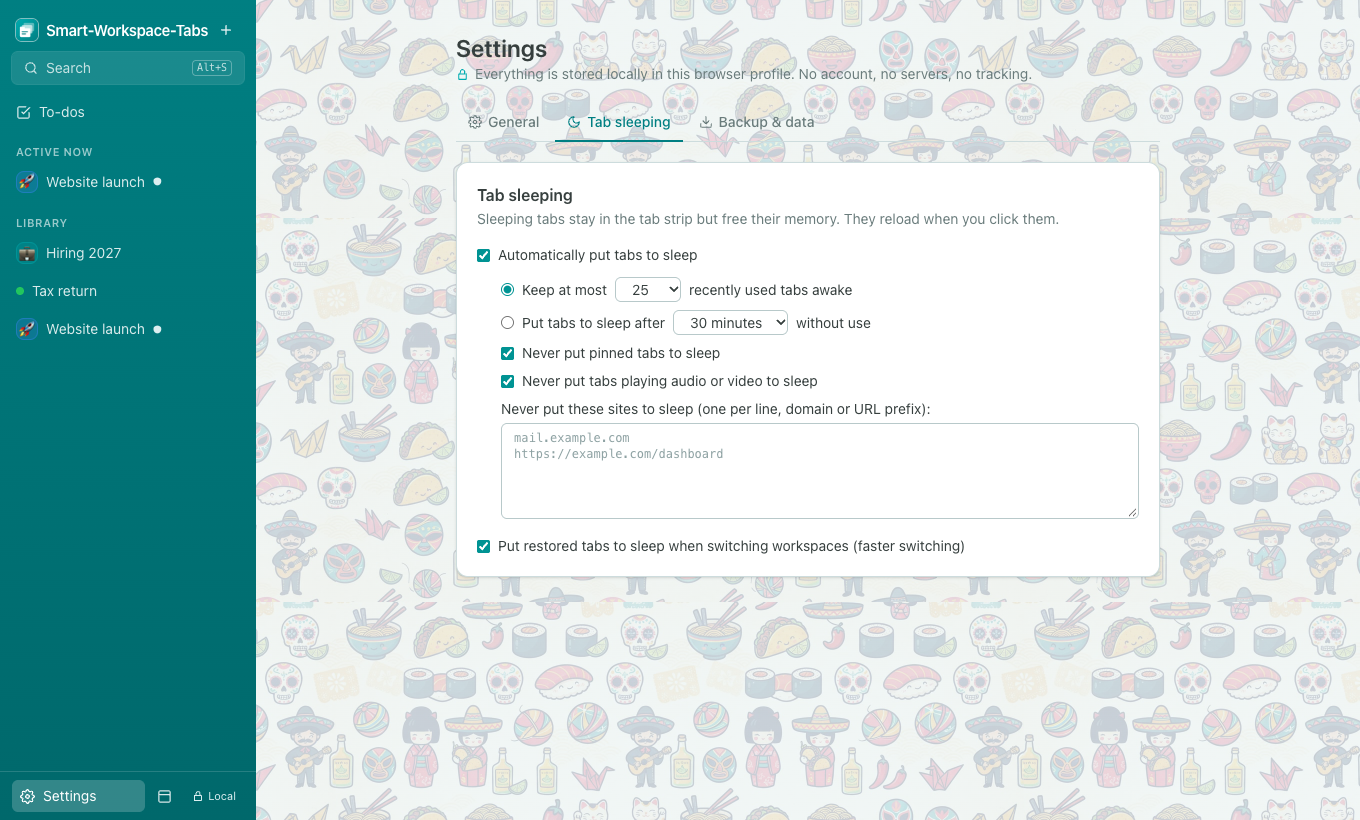 Smart-Workspace-Tabs
Search Alt+S
To-dos
ACTIVE NOW
Website launch
LIBRARY
Hiring 2027
Tax return
Website launch
Settings
Local
Settings
Everything is stored locally in this browser profile. No account, no servers, no tracking.
General Tab sleeping Backup & data
Tab sleeping
Sleeping tabs stay in the tab strip but free their memory. They reload when you click them.
Automatically put tabs to sleep
Keep at most 25 recently used tabs awake
Put tabs to sleep after 30 minutes without use
Never put pinned tabs to sleep
Never put tabs playing audio or video to sleep
Never put these sites to sleep (one per line, domain or URL prefix):
mail.example.com
https://example.com/dashboard
Put restored tabs to sleep when switching workspaces (faster switching)